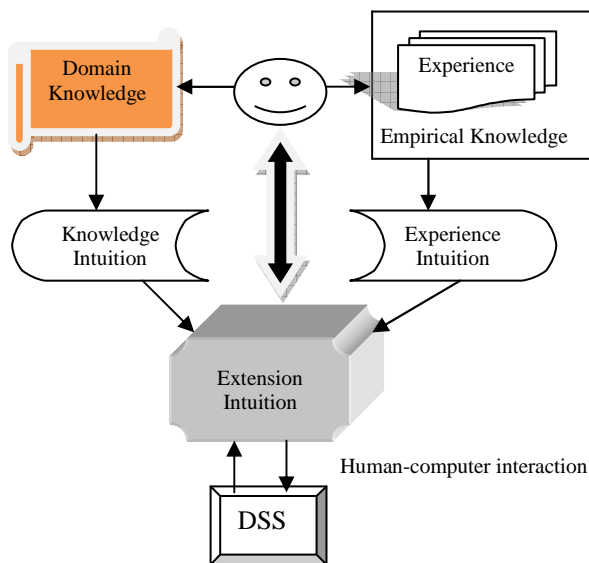 Domain
Knowledge
Experience
Empirical Knowledge
Knowledge
Intuition
Experience
Intuition
Extension
Intuition
Human-computer interaction
DSS